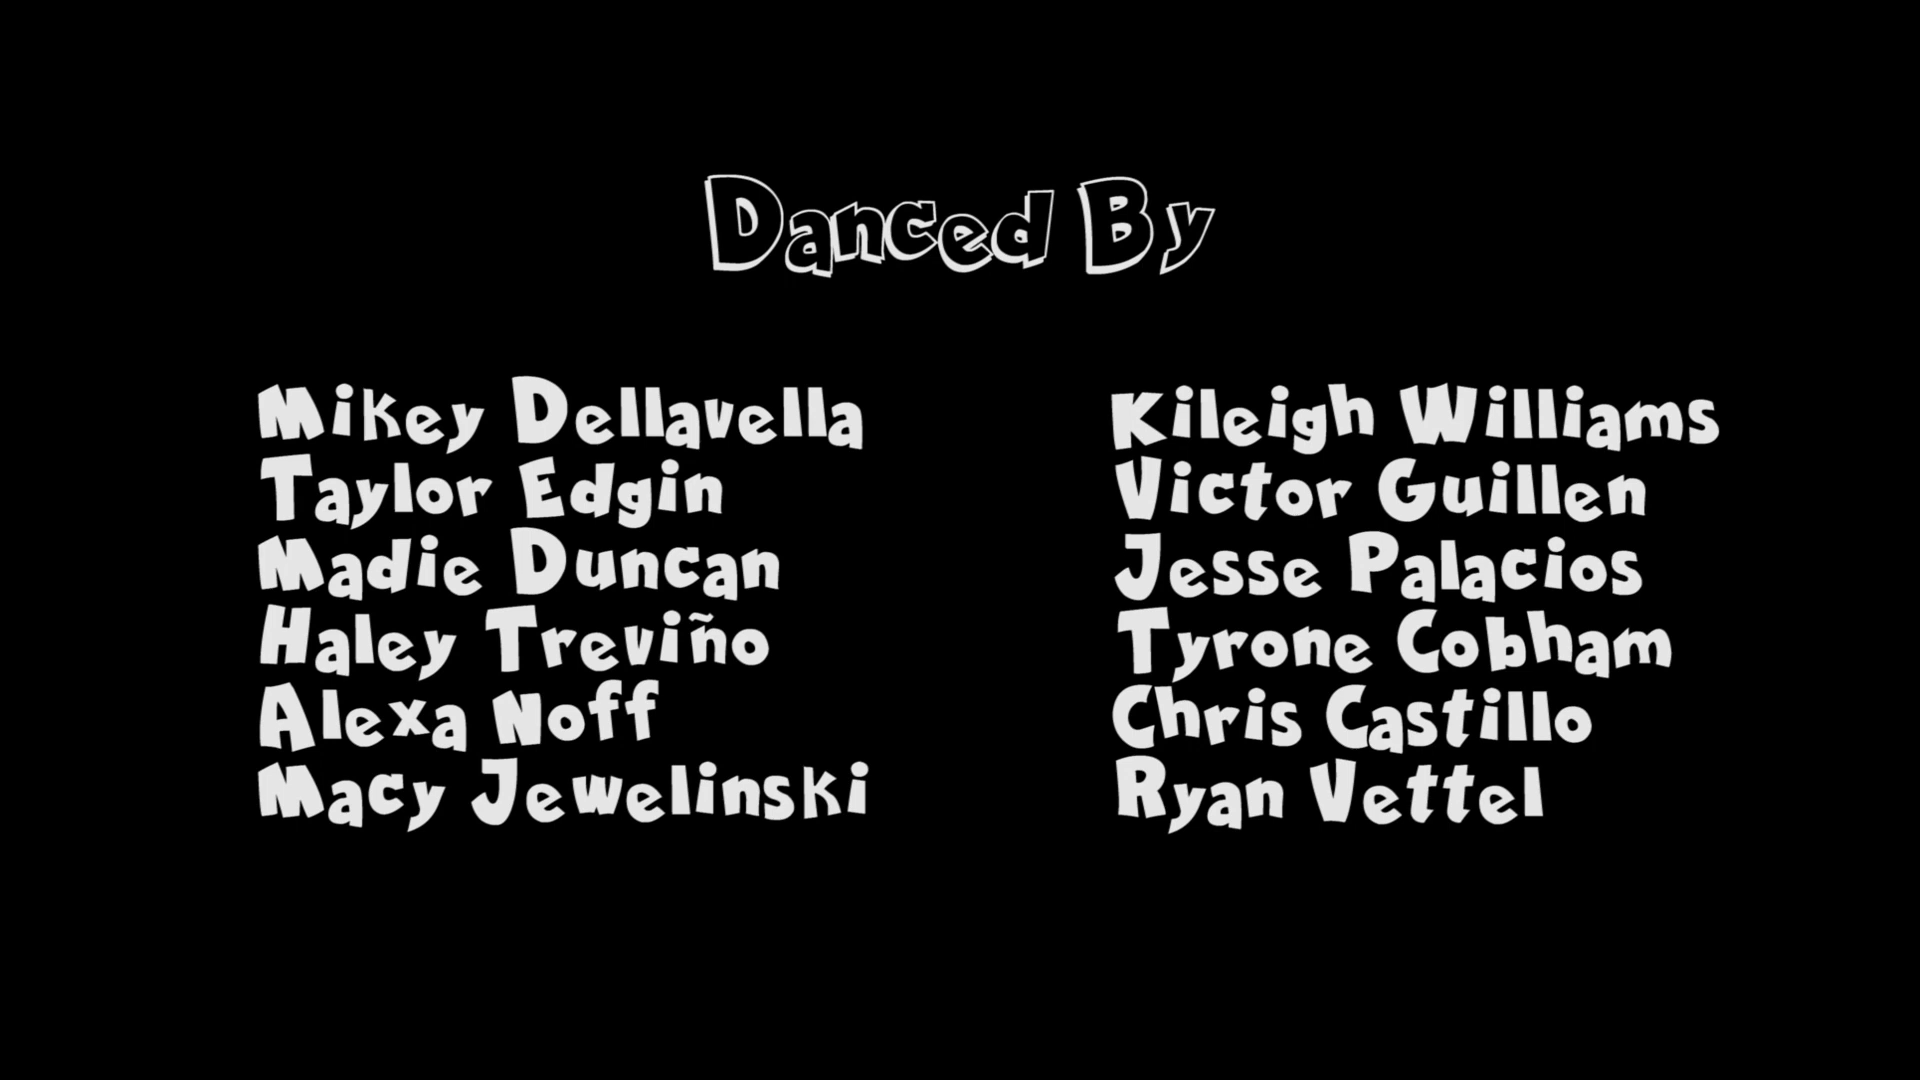 Danced By
Mikey Dellavella
Taylor Edgin
Madie Duncan
Haley Treviño
Alexa Noff
Macy Jewelinski
Kileigh Williams
Victor Guillen
Jesse Palacios
Tyrone Cobham
Chris Castillo
Ryan Vettel